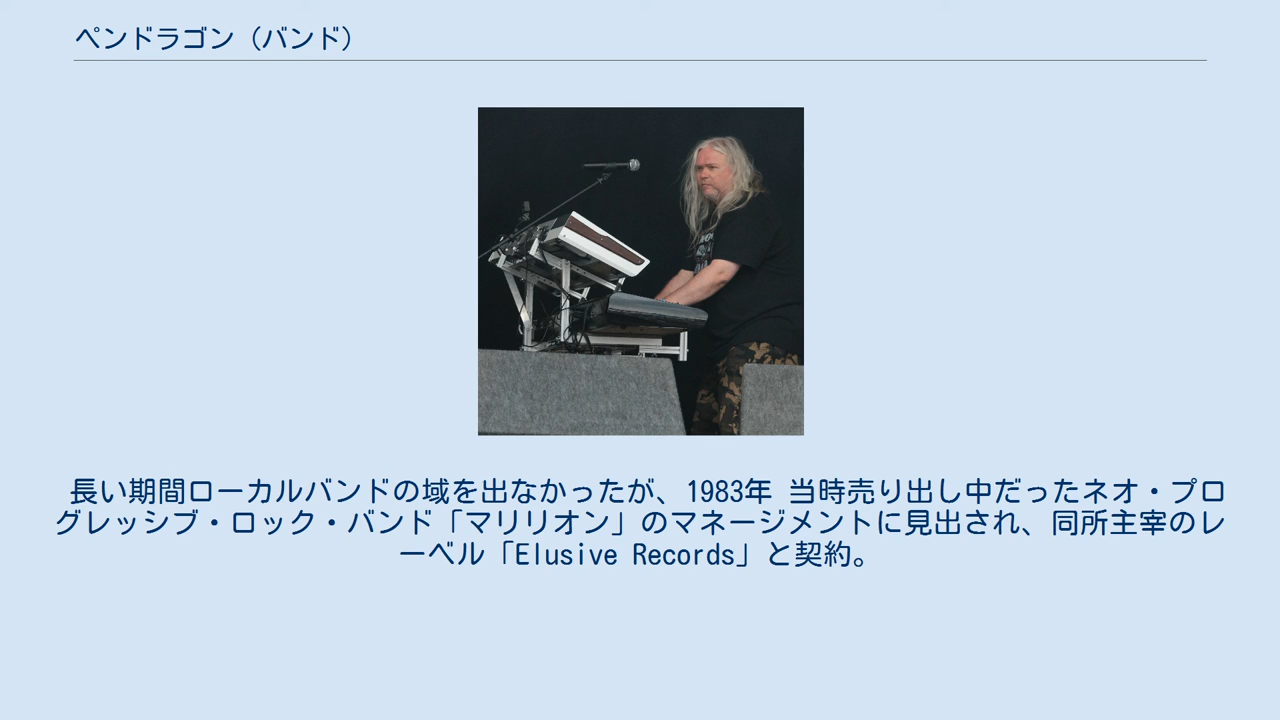 ペンドラゴン（バンド）
長い期間ローカルバンドの域を出なかったが、1983年 当時売り出し中だったネオ・プロ
グレッシブ・ロック・バンド「マリリオン」のマネージメントに見出され、同所主宰のレ
ーベル「Elusive Records」と契約。